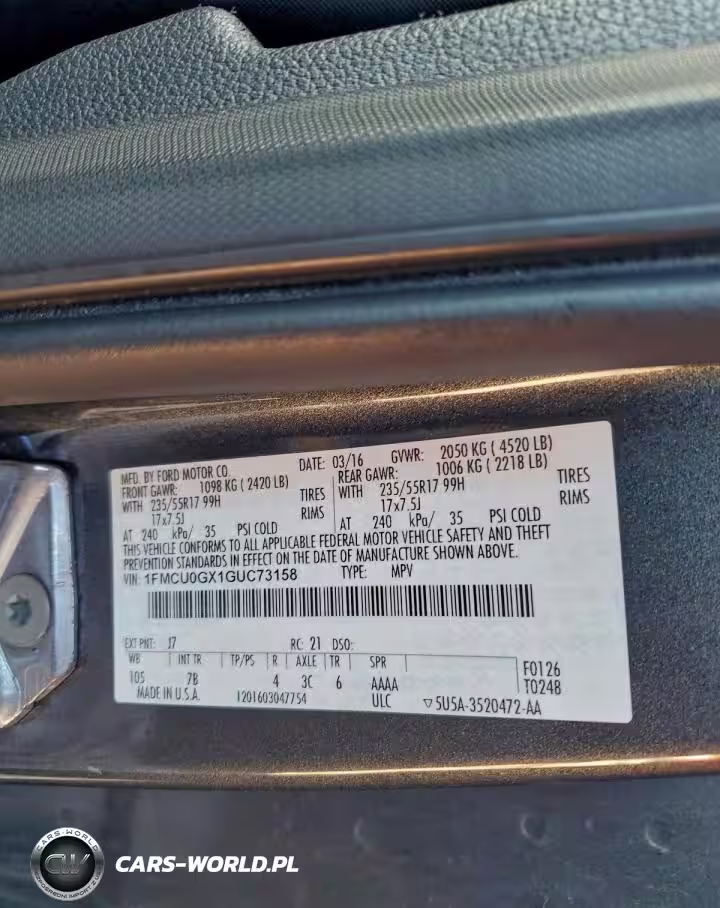 MFD. BY FORD MOTOR CO. DATE: 03/16 GVWR: 2050 KG ( 4520 LB)
FRONT GAWR: 1098 KG ( 2420 LB) REAR GAWR: 1006 KG ( 2218 LB)
WITH 235/55R17 99H TIRES WITH 235/55R17 99H TIRES
17x7.5J RIMS 17x7.5J RIMS
AT 240 kPa/ 35 PSI COLD AT 240 kPa/ 35 PSI COLD
THIS VEHICLE CONFORMS TO ALL APPLICABLE FEDERAL MOTOR VEHICLE SAFETY AND THEFT
PREVENTION STANDARDS IN EFFECT ON THE DATE OF MANUFACTURE SHOWN ABOVE.
VIN: 1FMCU0GX1GUC73158 TYPE: MPV
EXT PNT: J7 RC: 21 DSO:
WB INT TR TP/PS R AXLE TR SPR F0126
105 7B 4 3C 6 AAAA T0248
MADE IN U.S.A. 1201603047754 ULC ▽5U5A-3520472-AA
CARS-WORLD
CW
CARS-WORLD.PL